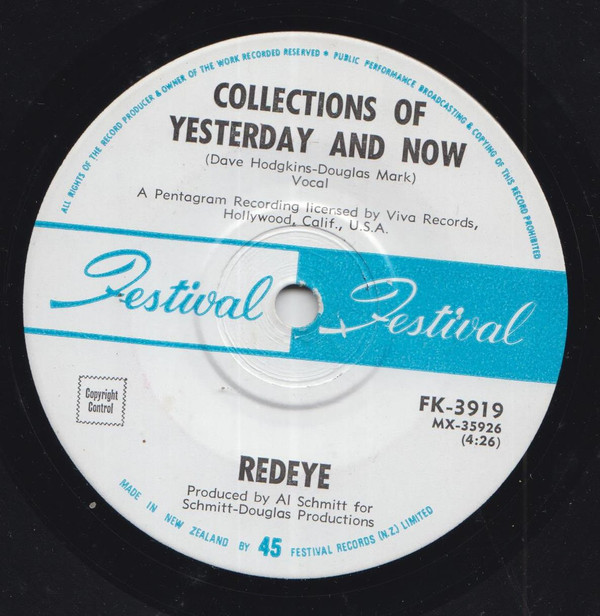 ALL RIGHTS OF THE RECORD PRODUCER & OWNER OF THE WORK RECORDED RESERVED * PUBLIC PERFORMANCE BROADCASTING & COPYING OF THIS RECORD PROHIBITED
COLLECTIONS OF
YESTERDAY AND NOW
(Dave Hodgkins-Douglas Mark)
Vocal
A Pentagram Recording licensed by Viva Records,
Hollywood, Calif., U.S.A.
Festival Festival
Copyright
Control
FK-3919
MX-35926
(4:26)
REDEYE
Produced by Al Schmitt for
Schmitt-Douglas Productions
MADE IN NEW ZEALAND BY 45 FESTIVAL RECORDS (N.Z.) LIMITED